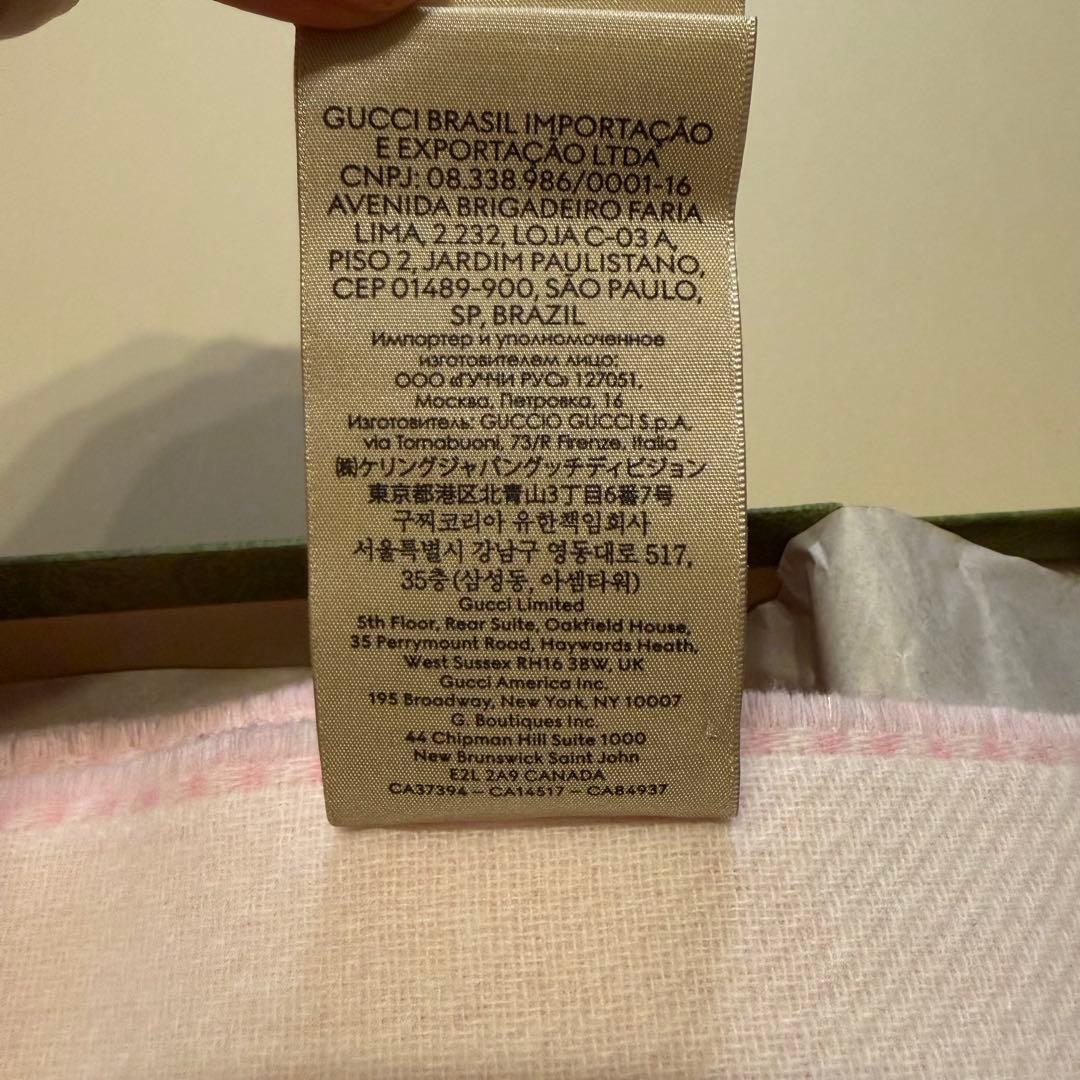 GUCCI BRASIL IMPORTAÇÃO
E EXPORTAÇÃO LTDA
CNPJ: 08.338.986/0001-16
AVENIDA BRIGADEIRO FARIA
LIMA, 2.232, LOJA C-03 A,
PISO 2, JARDIM PAULISTANO,
CEP 01489-900, SÃO PAULO,
SP, BRAZIL
Импортер и уполномоченное
изготовителем лицо:
ООО «ГУЧЧИ РУС» 127051,
Москва, Петровка, 16
Изготовитель: GUCCIO GUCCI S.p.A.
via Tornabuoni, 73/R Firenze, Italia
㈱ケリングジャパングッチディビジョン
東京都港区北青山3丁目6番7号
구찌코리아 유한책임회사
서울특별시 강남구 영동대로 517,
35층(삼성동, 아셈타워)
Gucci Limited
5th Floor, Rear Suite, Oakfield House,
35 Perrymount Road, Haywards Heath,
West Sussex RH16 3BW, UK
Gucci America Inc.
195 Broadway, New York, NY 10007
G. Boutiques Inc.
44 Chipman Hill Suite 1000
New Brunswick Saint John
E2L 2A9 CANADA
CA37394 – CA14517 – CA84937